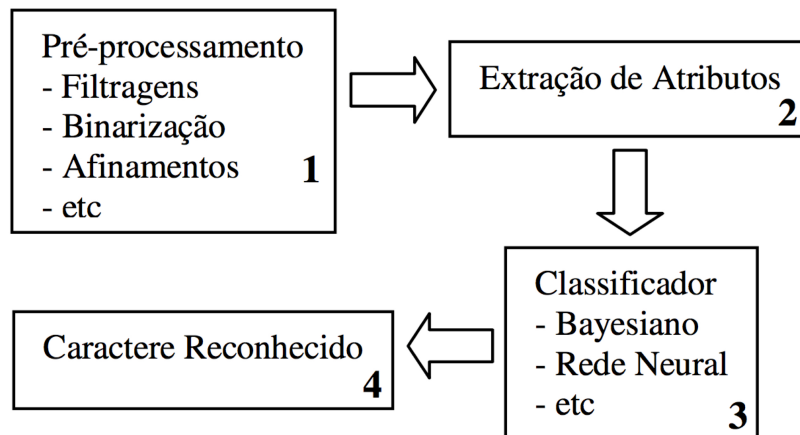 Pré-processamento
- Filtragens
- Binarização
- Afinamentos
- etc
1
Extração de Atributos
2
Classificador
- Bayesiano
- Rede Neural
- etc
3
Caractere Reconhecido
4